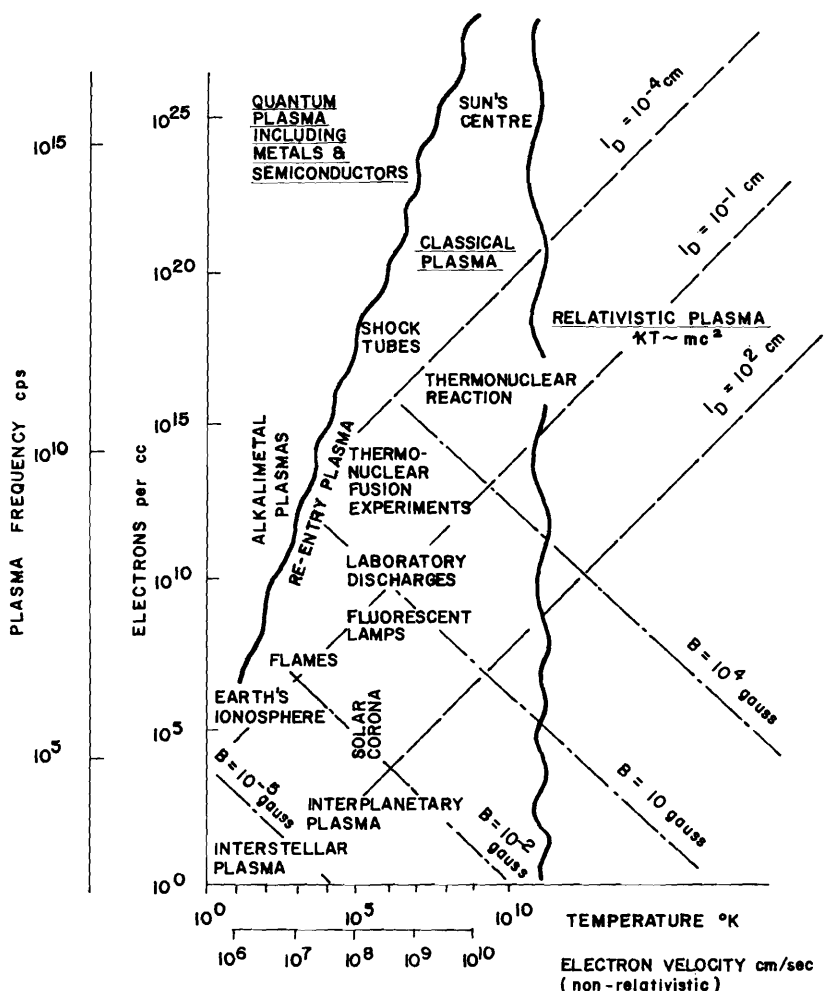 QUANTUM
PLASMA
INCLUDING
METALS &
SEMICONDUCTORS
SUN'S
CENTRE
l_D = 10^-4 cm
l_D = 10^-1 cm
CLASSICAL
PLASMA
RELATIVISTIC PLASMA
KT ~ mc^2
l_D = 10^2 cm
SHOCK
TUBES
THERMONUCLEAR
REACTION
ALKALIMETAL
PLASMAS
RE-ENTRY PLASMA
THERMO-
NUCLEAR
FUSION
EXPERIMENTS
LABORATORY
DISCHARGES
FLUORESCENT
LAMPS
FLAMES
EARTH'S
IONOSPHERE
SOLAR
CORONA
INTERPLANETARY
PLASMA
INTERSTELLAR
PLASMA
B = 10^-5
gauss
B = 10^-2
gauss
B = 10 gauss
B = 10^4
gauss
PLASMA FREQUENCY cps
10^15
10^10
10^5
ELECTRONS per cc
10^25
10^20
10^15
10^10
10^5
10^0
10^0 10^5 10^10 TEMPERATURE °K
10^6 10^7 10^8 10^9 10^10
ELECTRON VELOCITY cm/sec
(non-relativistic)